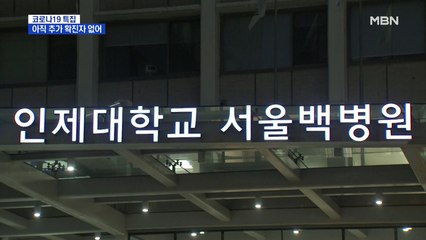 코로나19 특집
아직 추가 확진자 없어
MBN
인제대학교 서울백병원